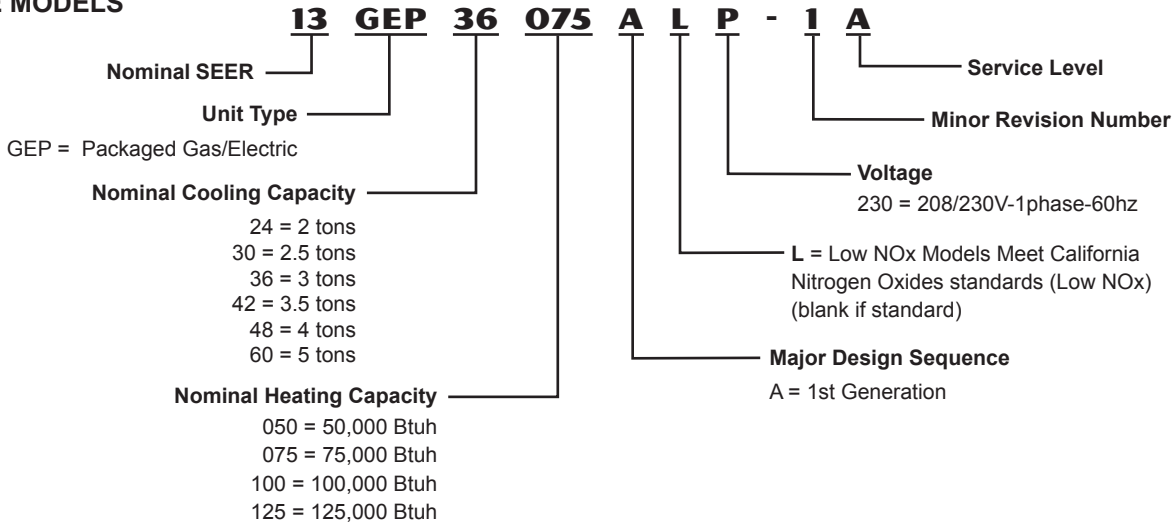 E MODELS
13 GEP 36 075 A L P - 1 A
Nominal SEER
Service Level
Unit Type
Minor Revision Number
GEP = Packaged Gas/Electric
Voltage
230 = 208/230V-1phase-60hz
Nominal Cooling Capacity
24 = 2 tons
30 = 2.5 tons
36 = 3 tons
42 = 3.5 tons
48 = 4 tons
60 = 5 tons
L = Low NOx Models Meet California
Nitrogen Oxides standards (Low NOx)
(blank if standard)
Major Design Sequence
A = 1st Generation
Nominal Heating Capacity
050 = 50,000 Btuh
075 = 75,000 Btuh
100 = 100,000 Btuh
125 = 125,000 Btuh